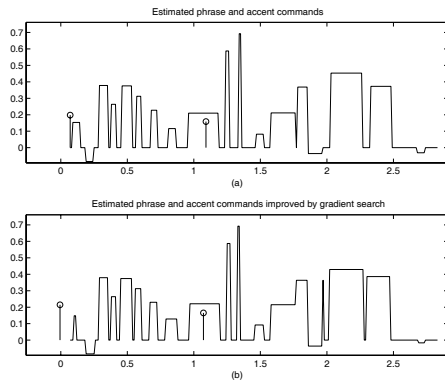 Estimated phrase and accent commands
0.7
0.6
0.5
0.4
0.3
0.2
0.1
0
0 0.5 1 1.5 2 2.5
(a)
Estimated phrase and accent commands improved by gradient search
0.7
0.6
0.5
0.4
0.3
0.2
0.1
0
0 0.5 1 1.5 2 2.5
(b)